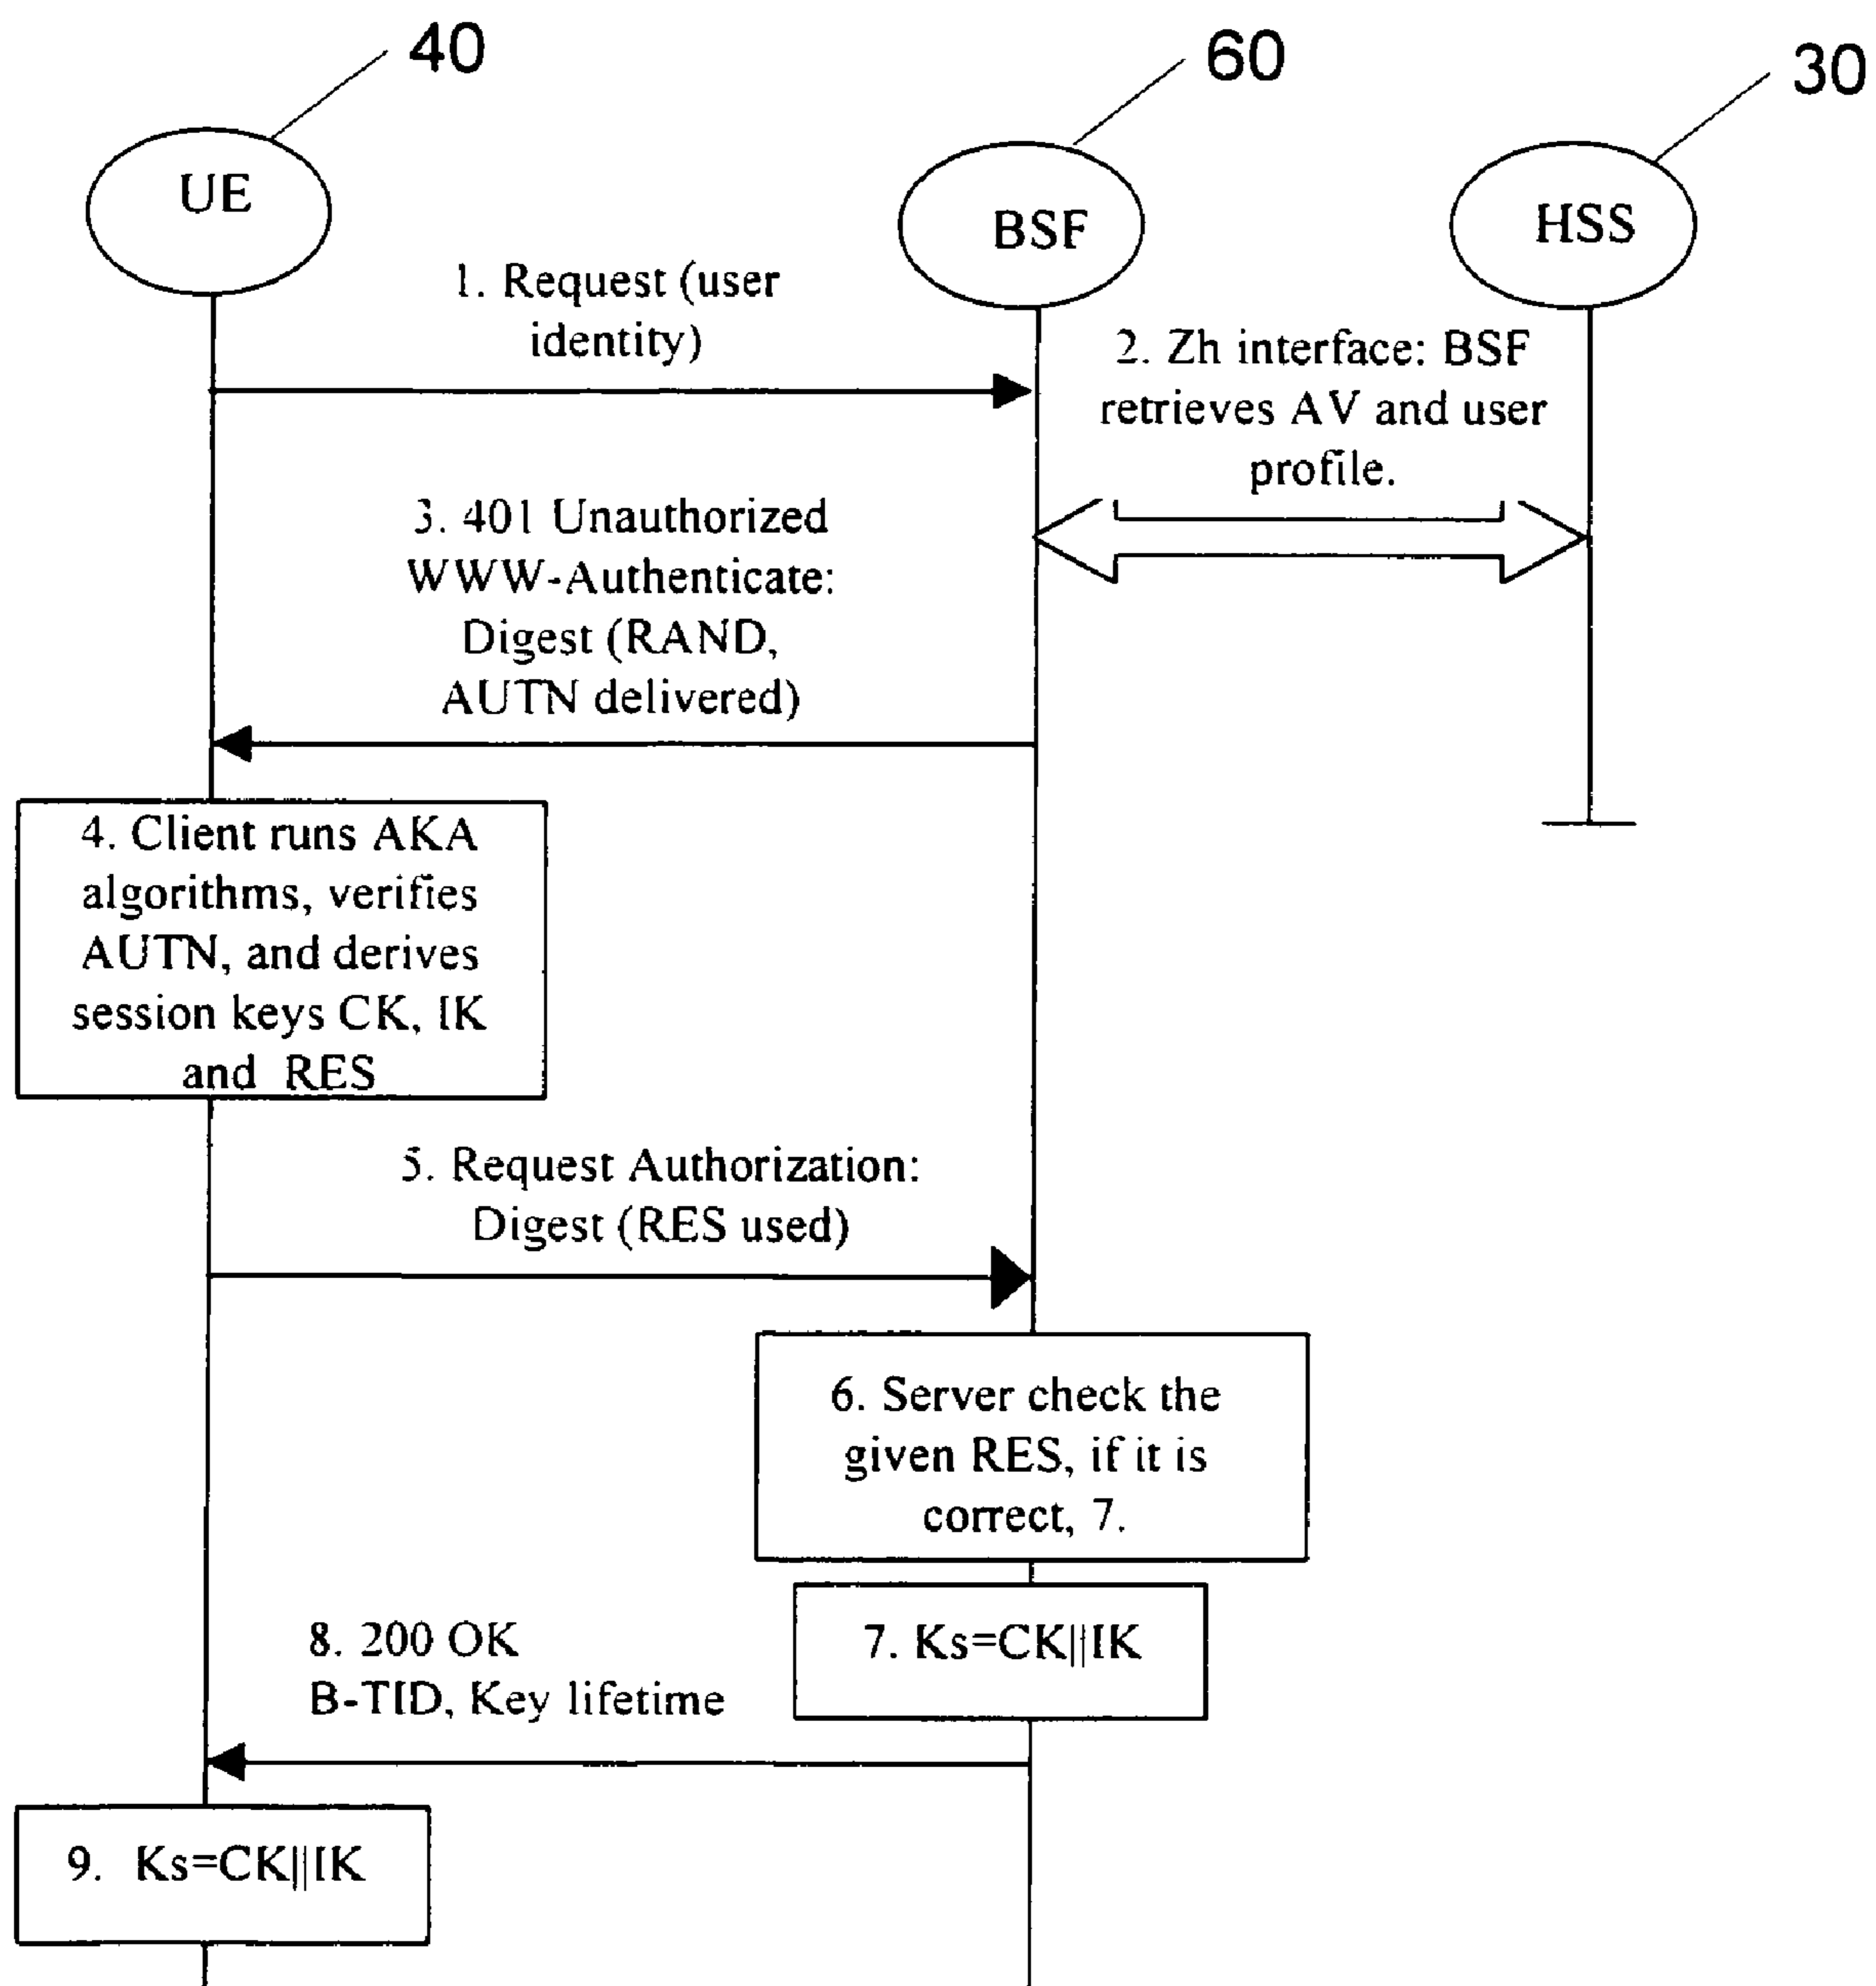 40
60
30
UE
BSF
HSS
1. Request (user
identity)
2. Zh interface: BSF
retrieves AV and user
profile.
3. 401 Unauthorized
WWW-Authenticate:
Digest (RAND,
AUTN delivered)
4. Client runs AKA
algorithms, verifies
AUTN, and derives
session keys CK, IK
and RES
5. Request Authorization:
Digest (RES used)
6. Server check the
given RES, if it is
correct, 7.
7. Ks=CK||IK
8. 200 OK
B-TID, Key lifetime
9. Ks=CK||IK